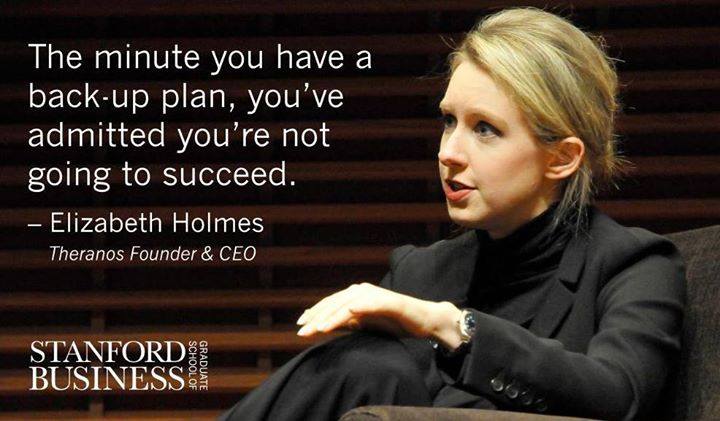 The minute you have a
back-up plan, you've
admitted you're not
going to succeed.
– Elizabeth Holmes
Theranos Founder & CEO
STANFORD
BUSINESS
GRADUATE
SCHOOL OF